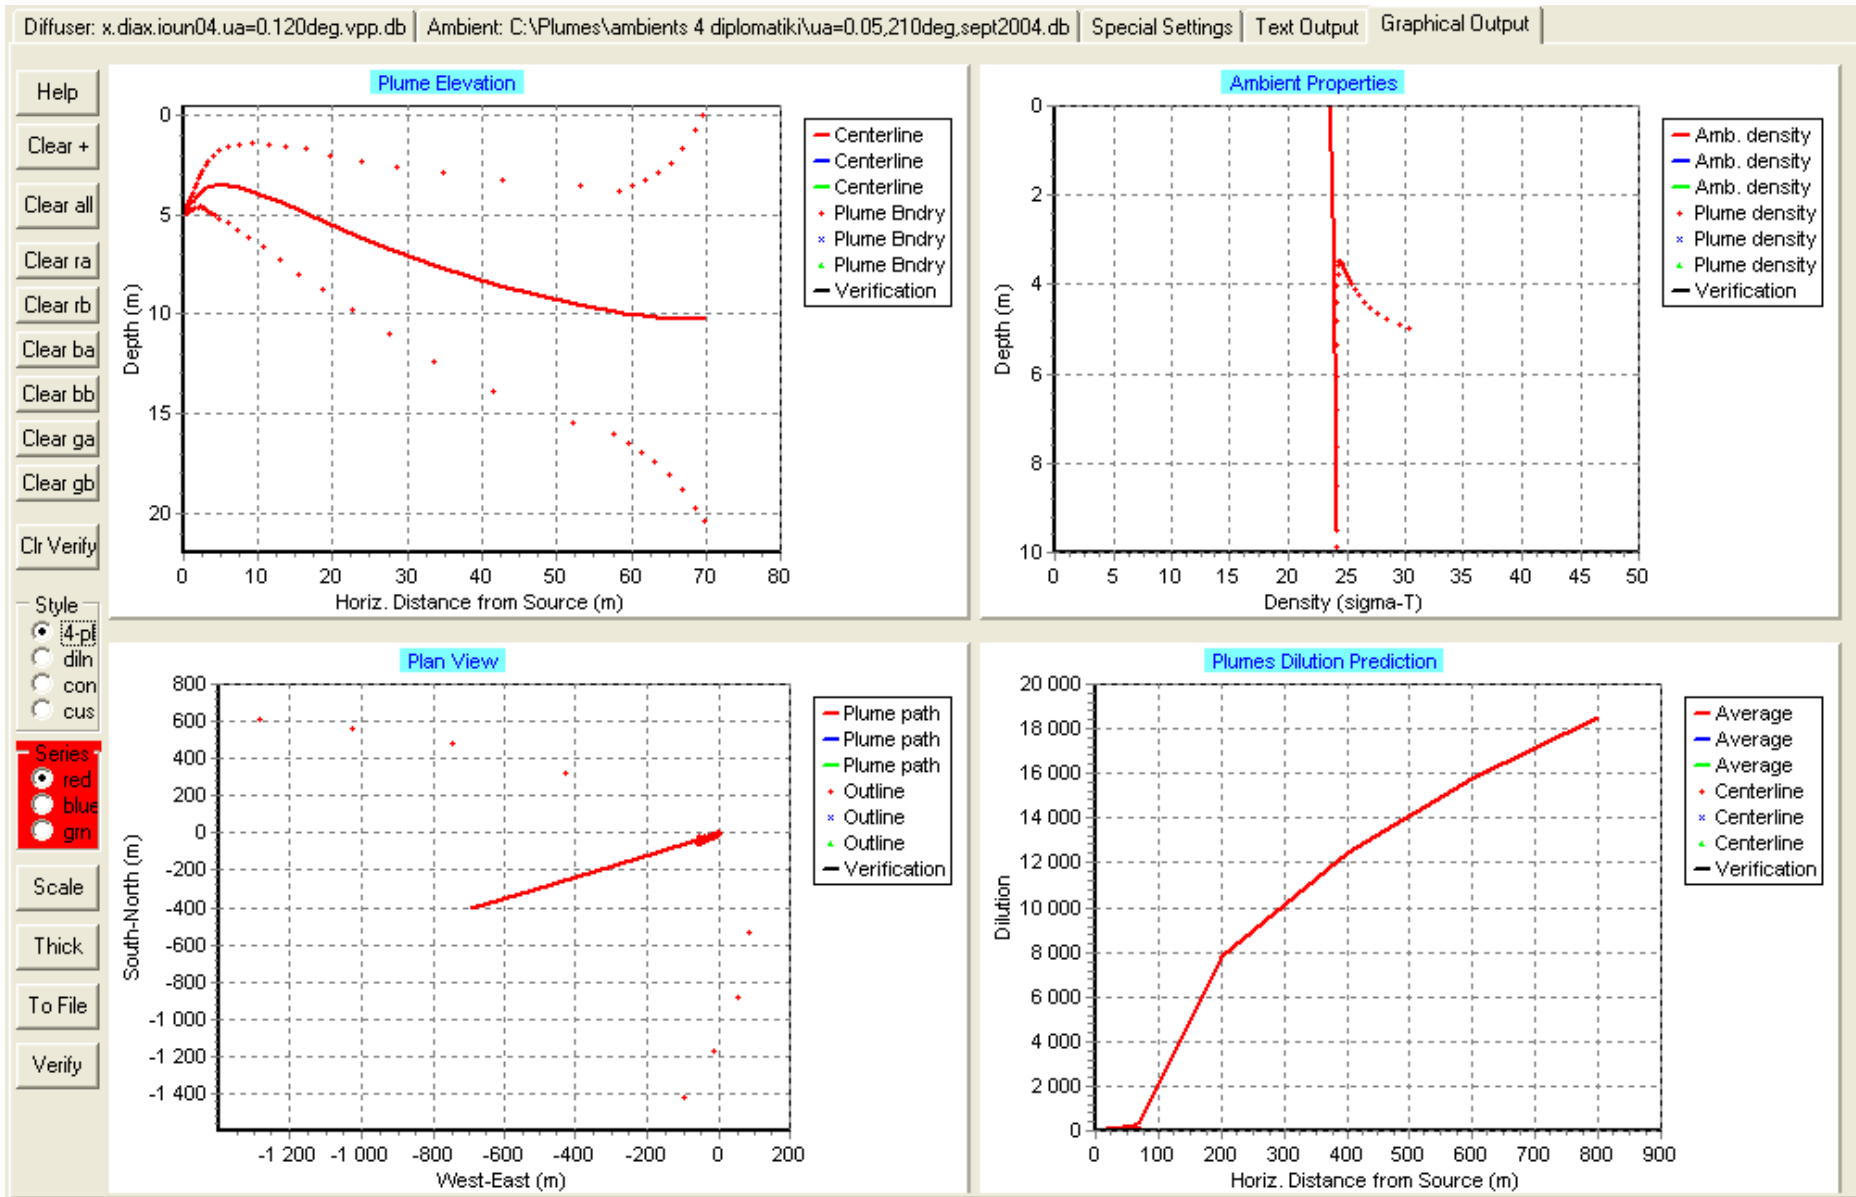 Diffuser: x.diax.ioun04.ua=0.120deg.vpp.db Ambient: C:\Plumes\ambients 4 diplomatiki\ua=0.05,210deg,sept2004.db Special Settings Text Output Graphical Output
Help
Clear +
Clear all
Clear ra
Clear rb
Clear ba
Clear bb
Clear ga
Clear gb
Clr Verify
Style
4-pl
diln
con
cus
Series
red
blue
grn
Scale
Thick
To File
Verify
Plume Elevation
0
5
10
15
20
Depth (m)
0 10 20 30 40 50 60 70 80
Horiz. Distance from Source (m)
Centerline
Centerline
Centerline
Plume Bndry
Plume Bndry
Plume Bndry
Verification
Ambient Properties
0
2
4
6
8
10
Depth (m)
0 5 10 15 20 25 30 35 40 45 50
Density (sigma-T)
Amb. density
Amb. density
Amb. density
Plume density
Plume density
Plume density
Verification
Plan View
800
600
400
200
0
-200
-400
-600
-800
-1 000
-1 200
-1 400
South-North (m)
-1 200 -1 000 -800 -600 -400 -200 0 200
West-East (m)
Plume path
Plume path
Plume path
Outline
Outline
Outline
Verification
Plumes Dilution Prediction
20 000
18 000
16 000
14 000
12 000
10 000
8 000
6 000
4 000
2 000
0
Dilution
0 100 200 300 400 500 600 700 800 900
Horiz. Distance from Source (m)
Average
Average
Average
Centerline
Centerline
Centerline
Verification